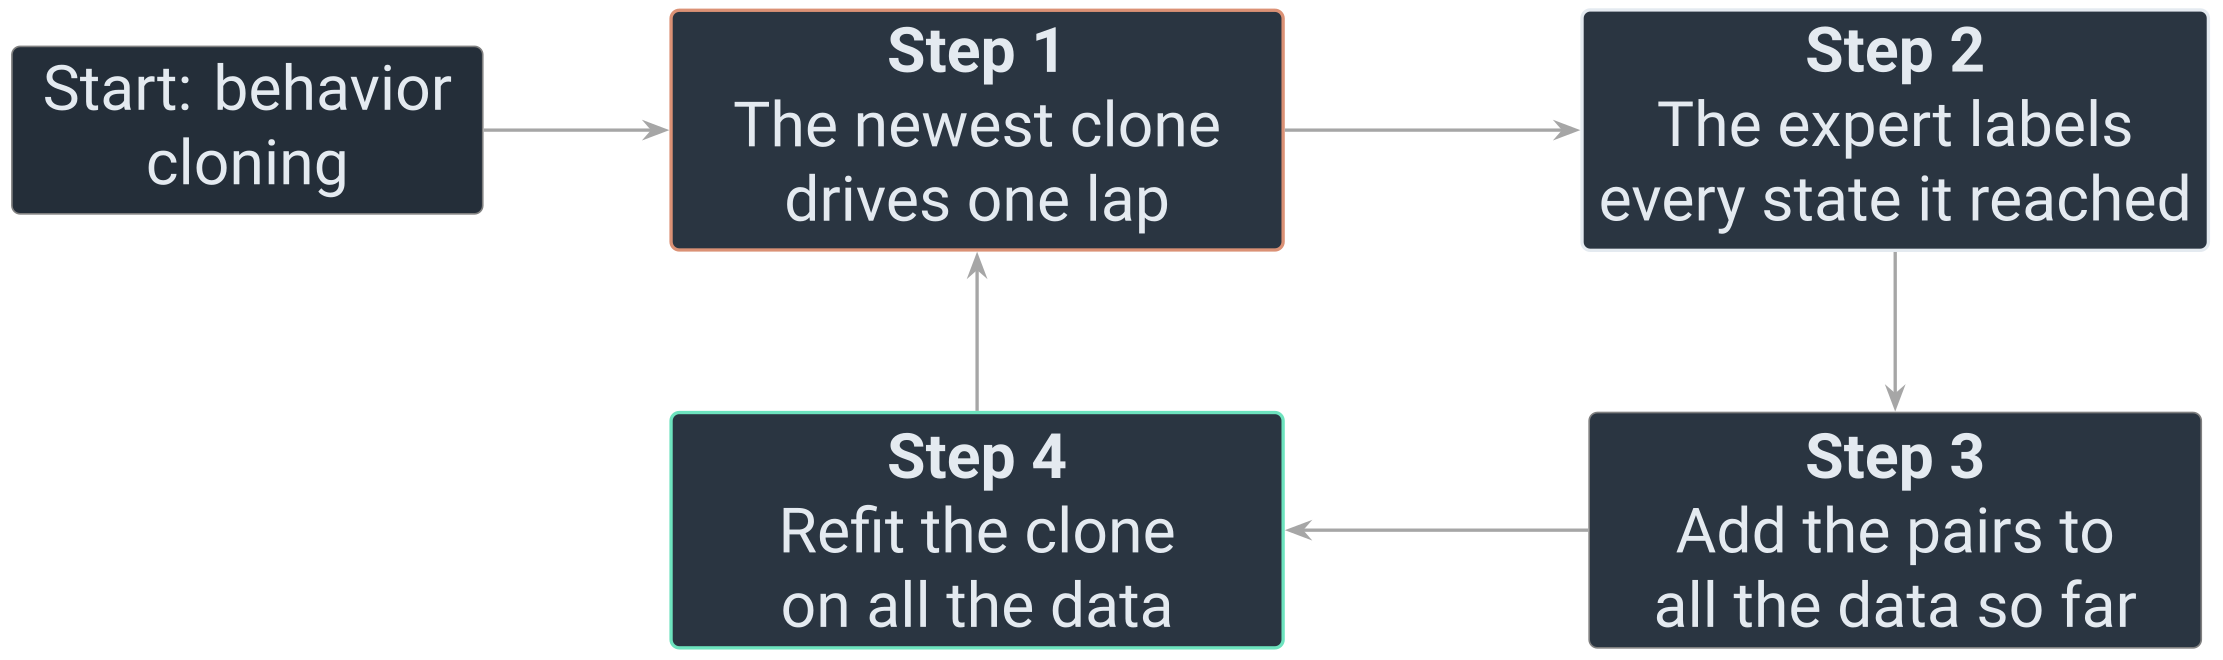 Start: behavior
cloning
Step 1
The newest clone
drives one lap
Step 2
The expert labels
every state it reached
Step 3
Add the pairs to
all the data so far
Step 4
Refit the clone
on all the data